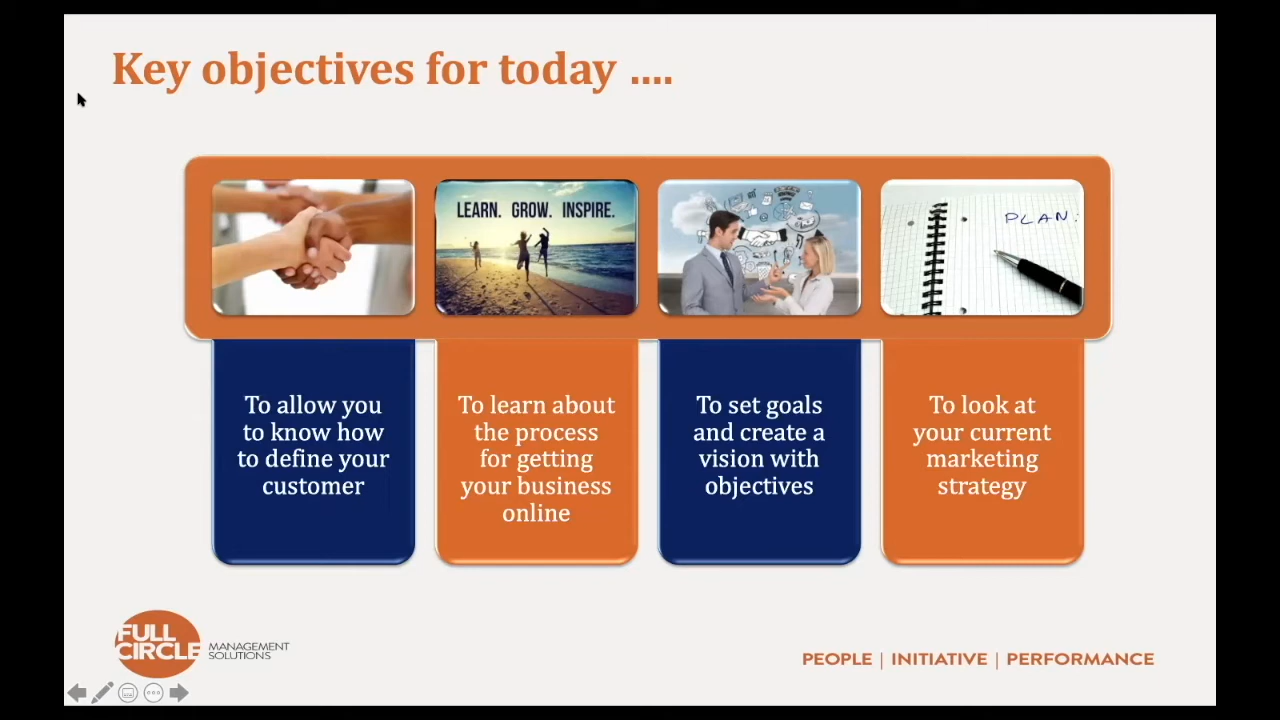 Key objectives for today ....
LEARN. GROW. INSPIRE.
PLAN:
To allow you
to know how
to define your
customer
To learn about
the process
for getting
your business
online
To set goals
and create a
vision with
objectives
To look at
your current
marketing
strategy
FULL
CIRCLE
MANAGEMENT
SOLUTIONS
PEOPLE | INITIATIVE | PERFORMANCE